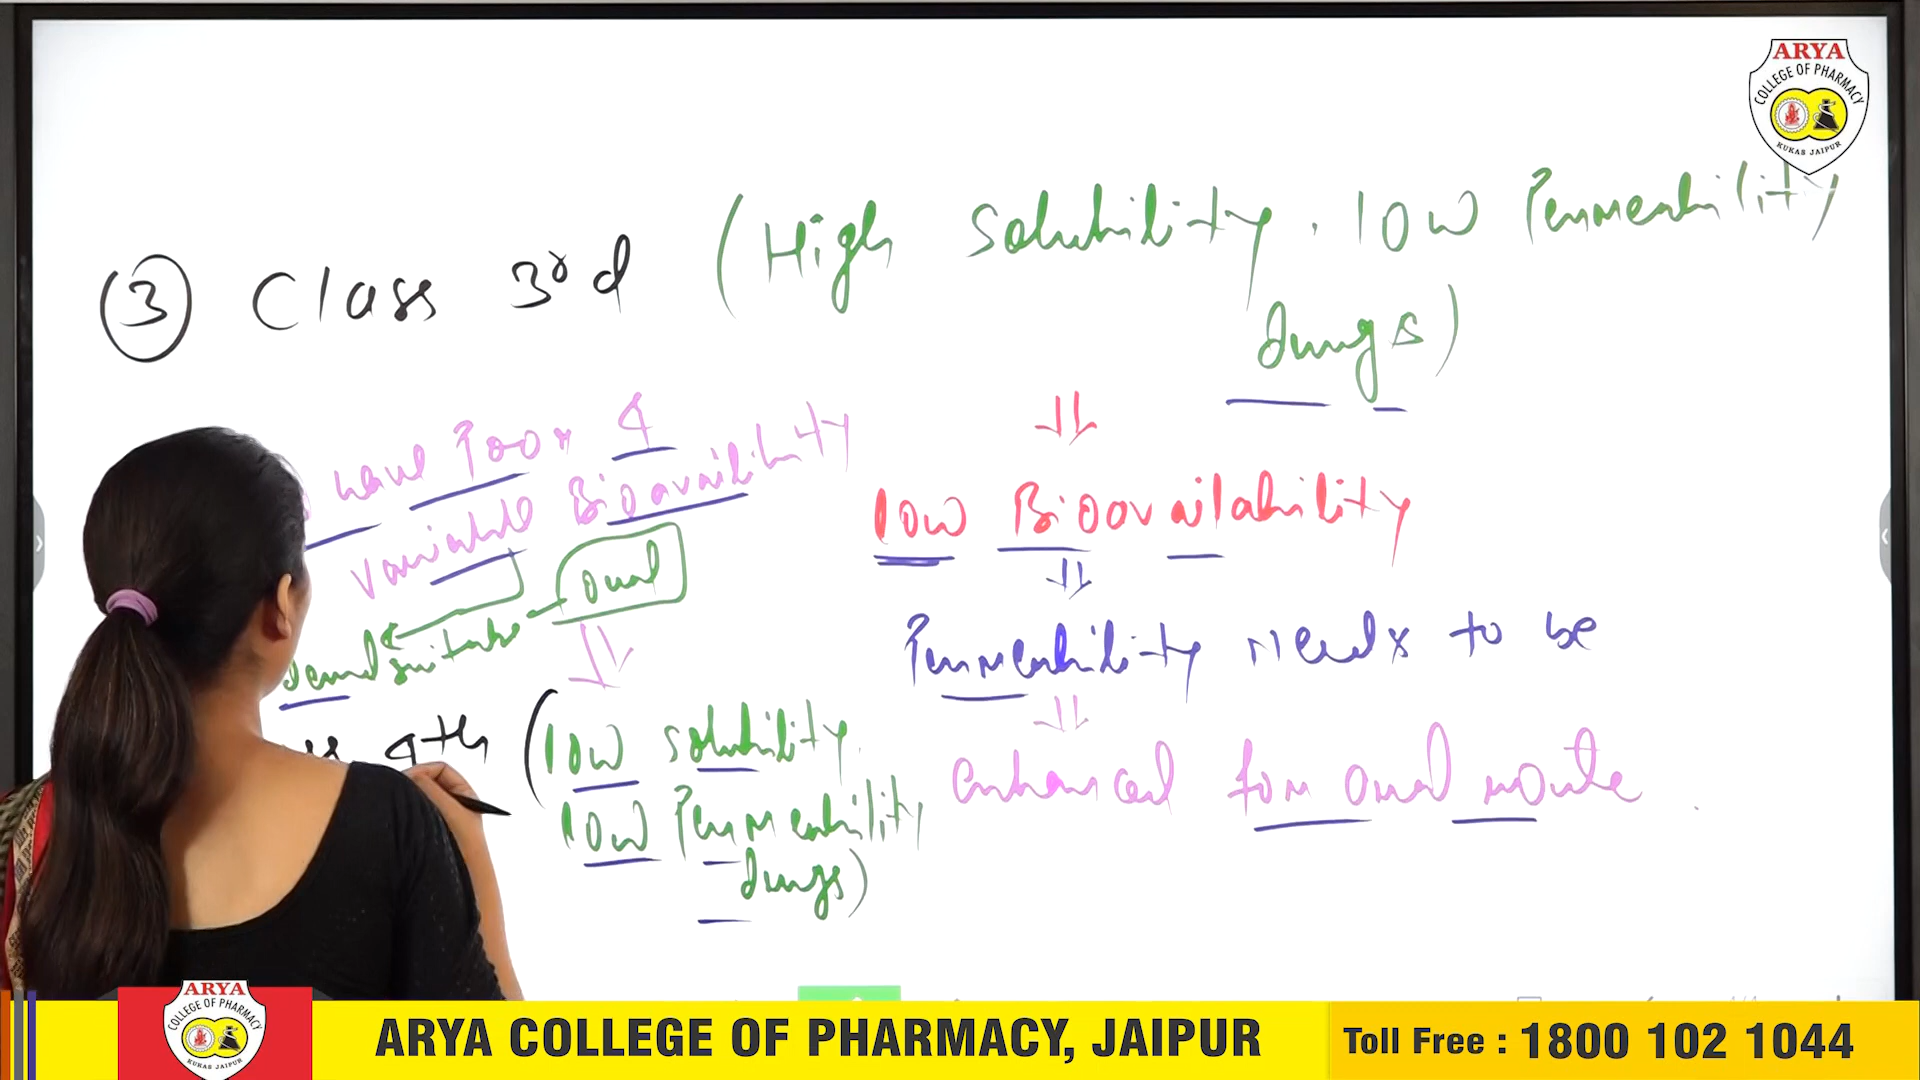 ARYA
COLLEGE OF PHARMACY
KUKAS JAIPUR
③ Class 3rd (High Solubility, low Permeability
drugs)
have Poor &
variable Bioavailibity
oral
suitable
4th (low solubility,
low Permeability
drugs)
low Bioavailability
Permeability Needs to be
enhanced for oral route.
ARYA
COLLEGE OF PHARMACY
KUKAS JAIPUR
ARYA COLLEGE OF PHARMACY, JAIPUR
Toll Free : 1800 102 1044